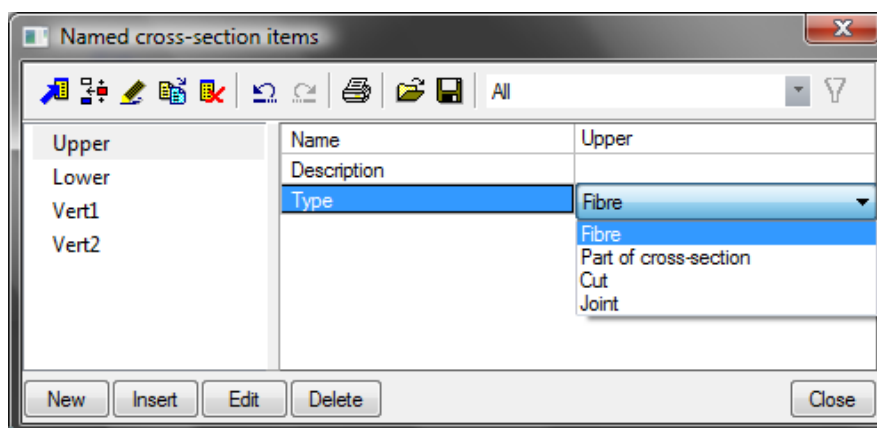 Named cross-section items
All
Upper
Lower
Vert1
Vert2
Name Upper
Description
Type Fibre
Fibre
Part of cross-section
Cut
Joint
New Insert Edit Delete Close